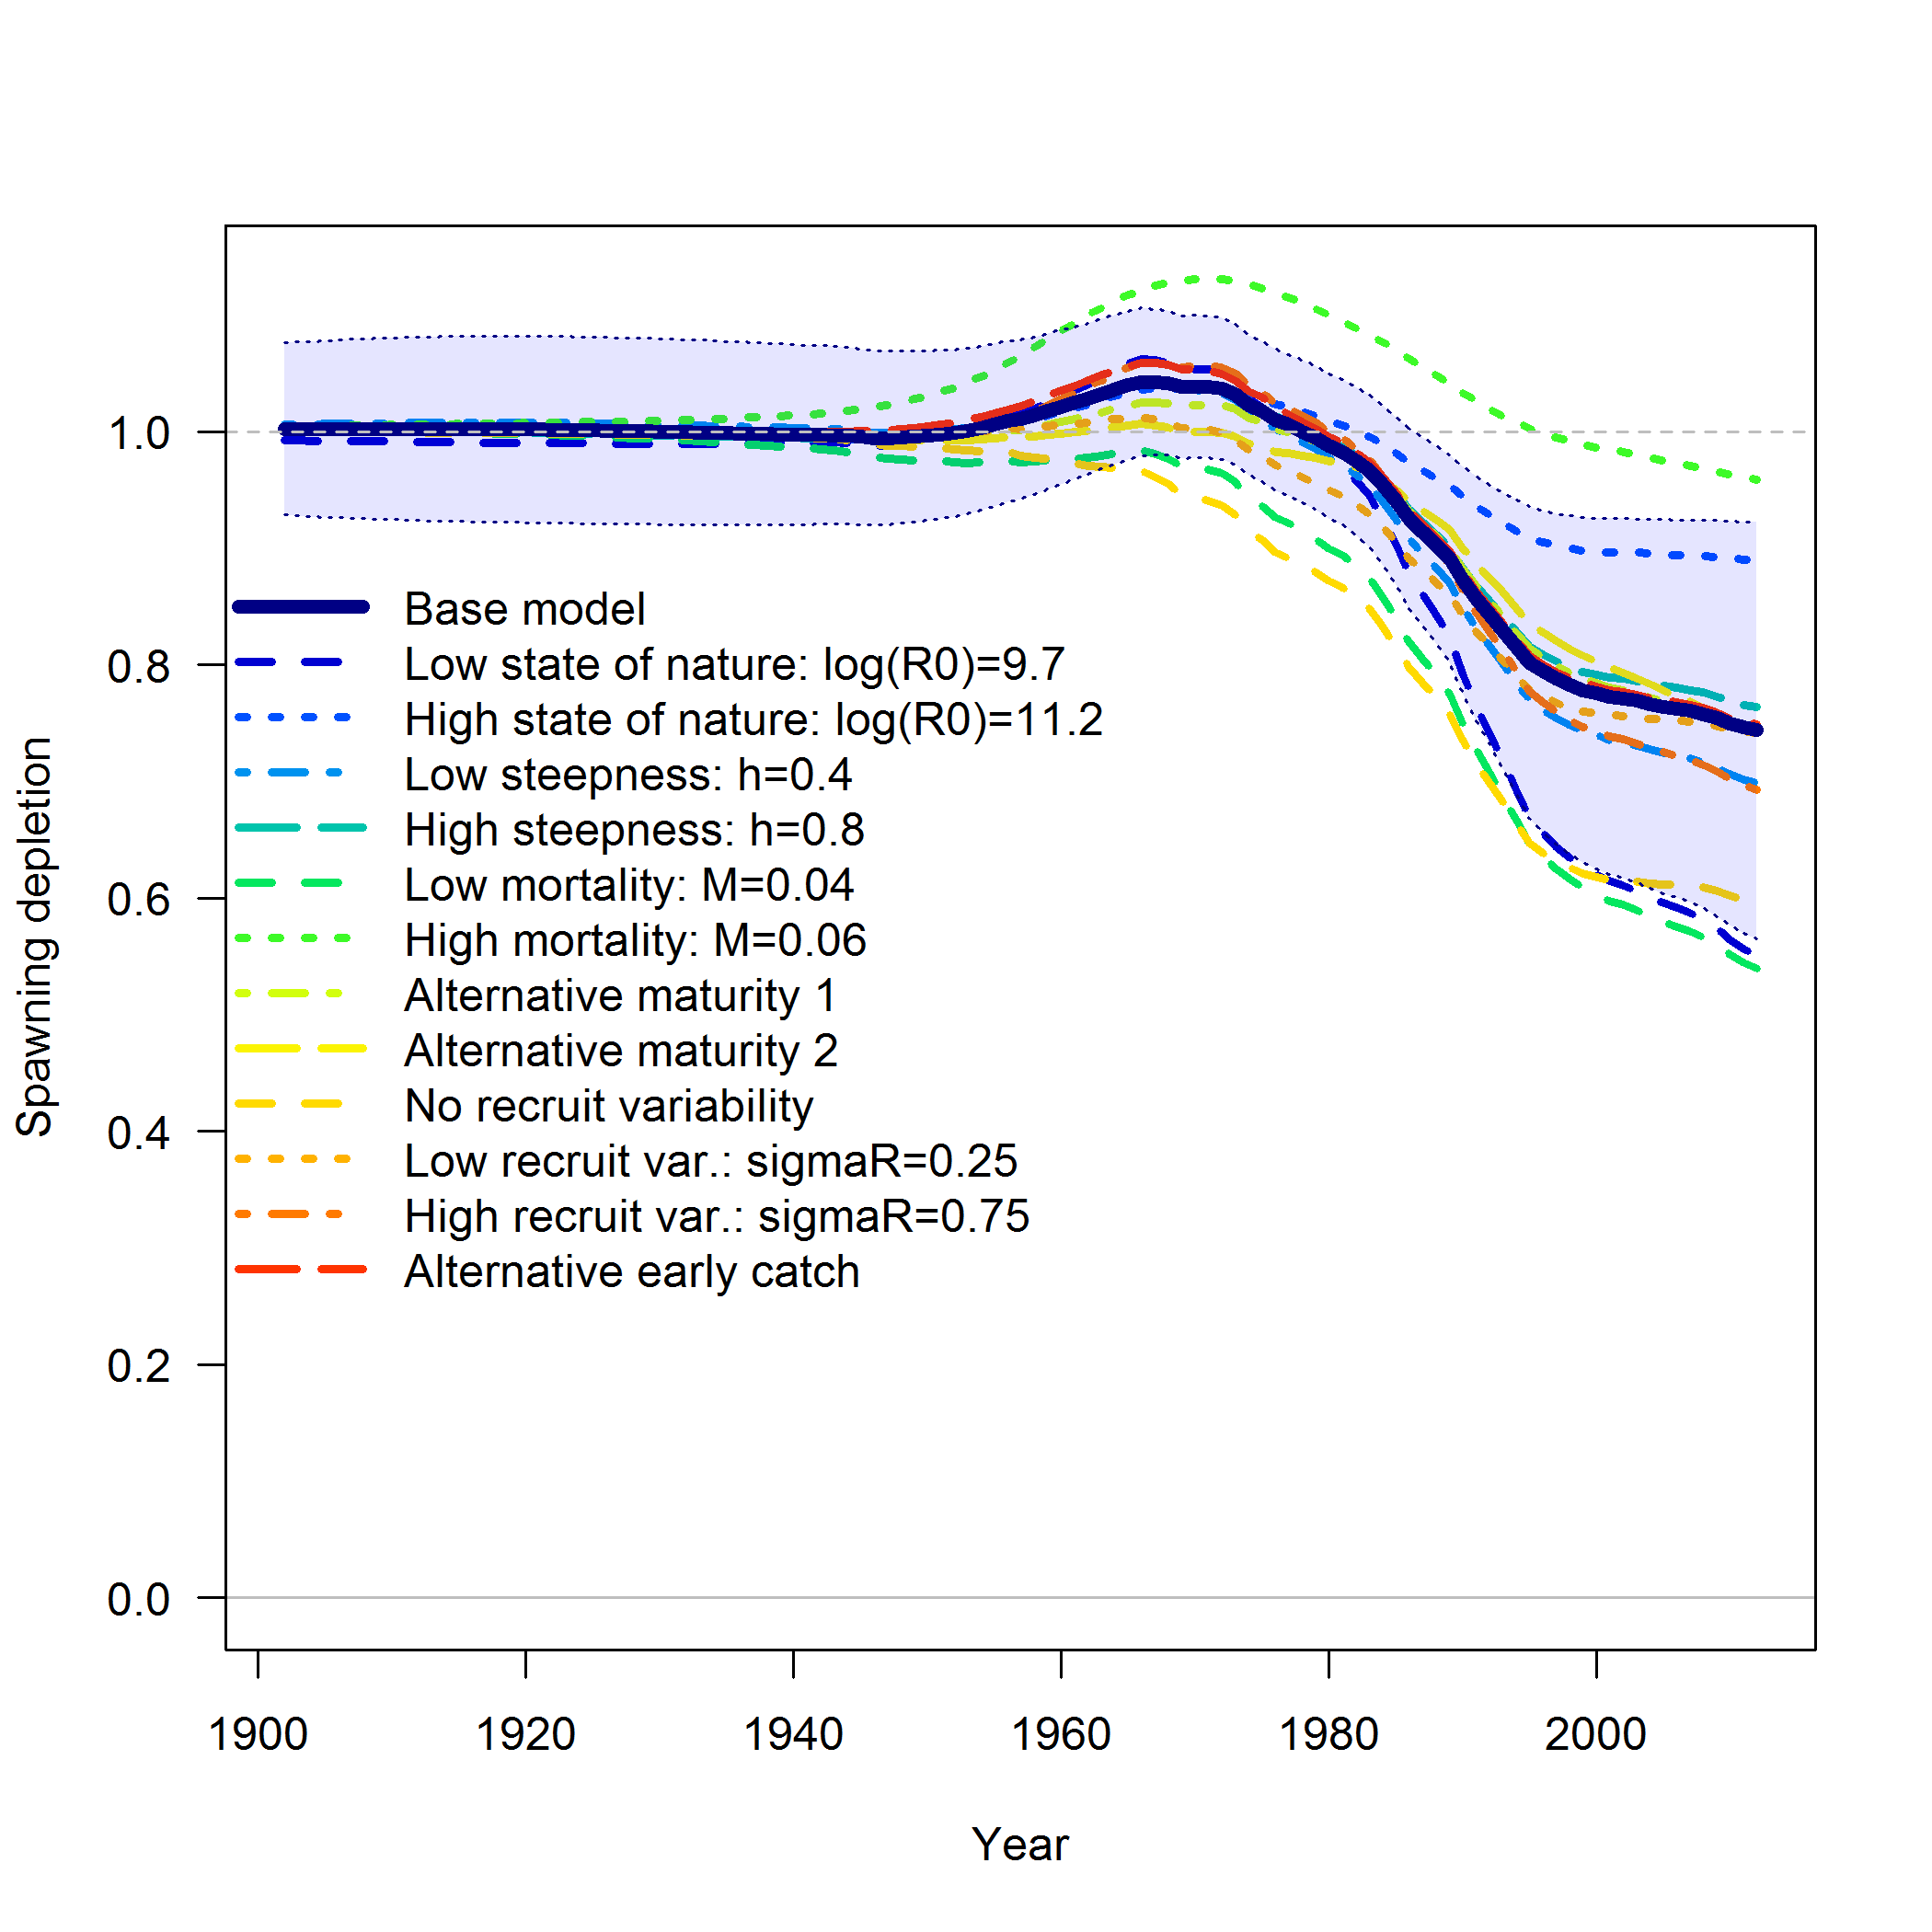 1.0
0.8
0.6
0.4
0.2
0.0
Spawning depletion
Base model
Low state of nature: log(R0)=9.7
High state of nature: log(R0)=11.2
Low steepness: h=0.4
High steepness: h=0.8
Low mortality: M=0.04
High mortality: M=0.06
Alternative maturity 1
Alternative maturity 2
No recruit variability
Low recruit var.: sigmaR=0.25
High recruit var.: sigmaR=0.75
Alternative early catch
1900 1920 1940 1960 1980 2000
Year